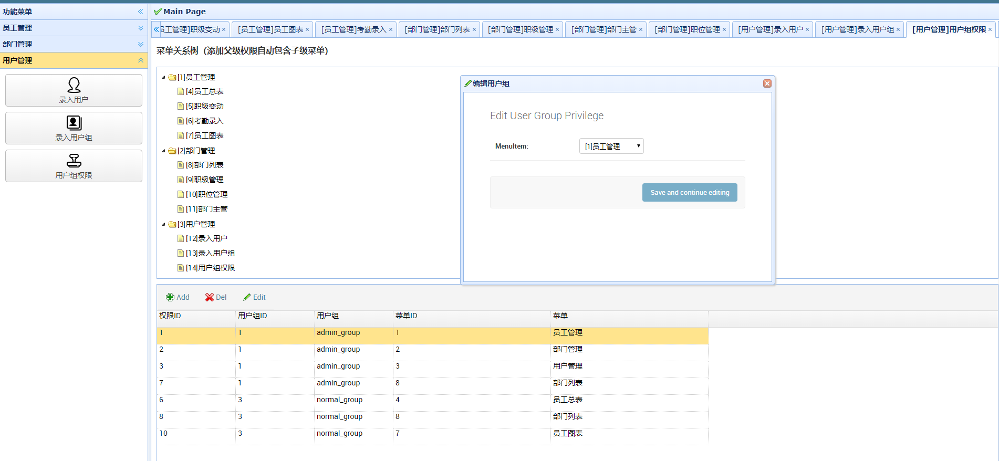 功能菜单
员工管理
部门管理
用户管理
录入用户
录入用户组
用户组权限
Main Page
员工管理]职级变动
[员工管理]员工图表
[员工管理]考勤录入
[部门管理]部门列表
[部门管理]职级管理
[部门管理]部门主管
[部门管理]职位管理
[用户管理]录入用户
[用户管理]录入用户组
[用户管理]用户组权限
菜单关系树（添加父级权限自动包含子级菜单）
[1]员工管理
[4]员工总表
[5]职级变动
[6]考勤录入
[7]员工图表
[2]部门管理
[8]部门列表
[9]职级管理
[10]职位管理
[11]部门主管
[3]用户管理
[12]录入用户
[13]录入用户组
[14]用户组权限
编辑用户组
Edit User Group Privilege
MenuItem: [1]员工管理
Save and continue editing
Add Del Edit
权限ID 用户组ID 用户组 菜单ID 菜单
1 1 admin_group 1 员工管理
2 1 admin_group 2 部门管理
3 1 admin_group 3 用户管理
7 1 admin_group 8 部门列表
6 3 normal_group 4 员工总表
8 3 normal_group 8 部门列表
10 3 normal_group 7 员工图表